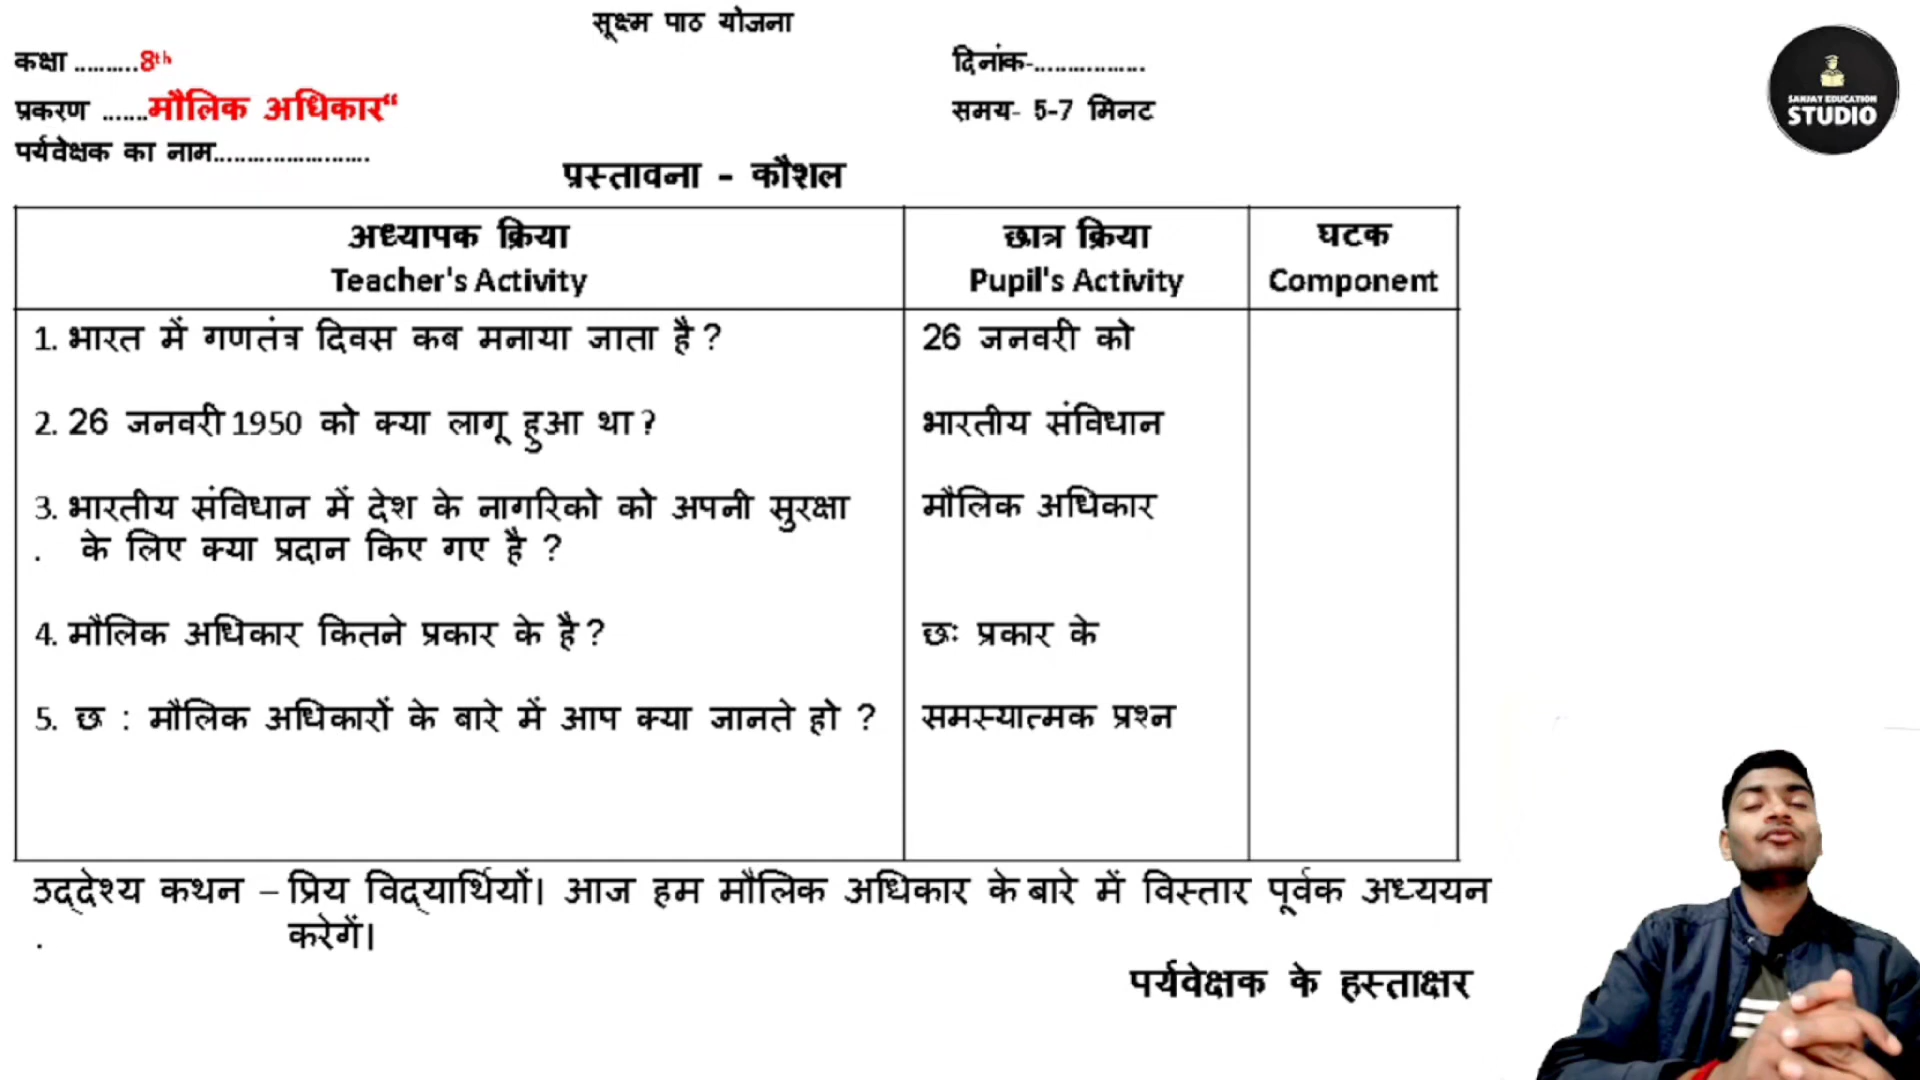 सूक्ष्म पाठ योजना
कक्षा ..........8th
दिनांक-.................
प्रकरण .......मौलिक अधिकार“
समय- 5-7 मिनट
पर्यवेक्षक का नाम.......................
SANJAY EDUCATION
STUDIO
प्रस्तावना - कौशल
अध्यापक क्रिया
Teacher's Activity
छात्र क्रिया
Pupil's Activity
घटक
Component
1. भारत में गणतंत्र दिवस कब मनाया जाता है ?
26 जनवरी को
2. 26 जनवरी 1950 को क्या लागू हुआ था ?
भारतीय संविधान
3. भारतीय संविधान में देश के नागरिको को अपनी सुरक्षा
. के लिए क्या प्रदान किए गए है ?
मौलिक अधिकार
4. मौलिक अधिकार कितने प्रकार के है ?
छः प्रकार के
5. छ : मौलिक अधिकारों के बारे में आप क्या जानते हो ?
समस्यात्मक प्रश्न
उद्देश्य कथन – प्रिय विद्यार्थियों। आज हम मौलिक अधिकार के बारे में विस्तार पूर्वक अध्ययन
. करेगें।
पर्यवेक्षक के हस्ताक्षर